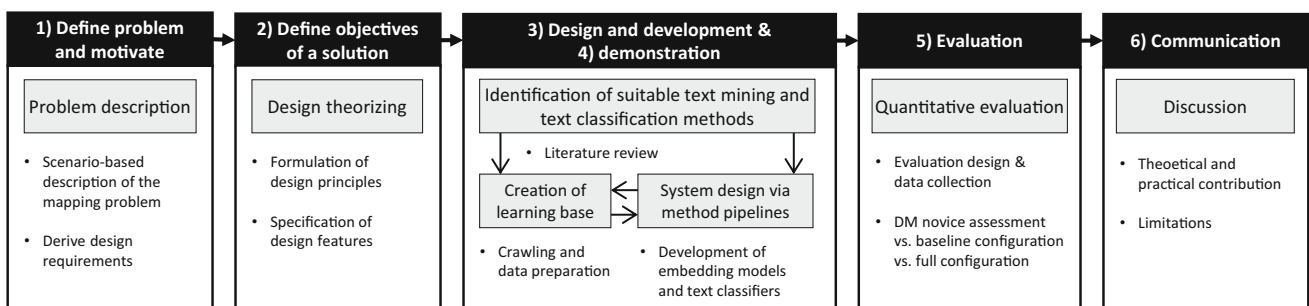 1) Define problem
and motivate
Problem description
• Scenario-based
description of the
mapping problem
• Derive design
requirements
2) Define objectives
of a solution
Design theorizing
• Formulation of
design principles
• Specification of
design features
3) Design and development &
4) demonstration
Identification of suitable text mining and
text classification methods
• Literature review
Creation of
learning base
System design via
method pipelines
• Crawling and
data preparation
• Development of
embedding models
and text classifiers
5) Evaluation
Quantitative evaluation
• Evaluation design &
data collection
• DM novice assessment
vs. baseline configuration
vs. full configuration
6) Communication
Discussion
• Theoetical and
practical contribution
• Limitations